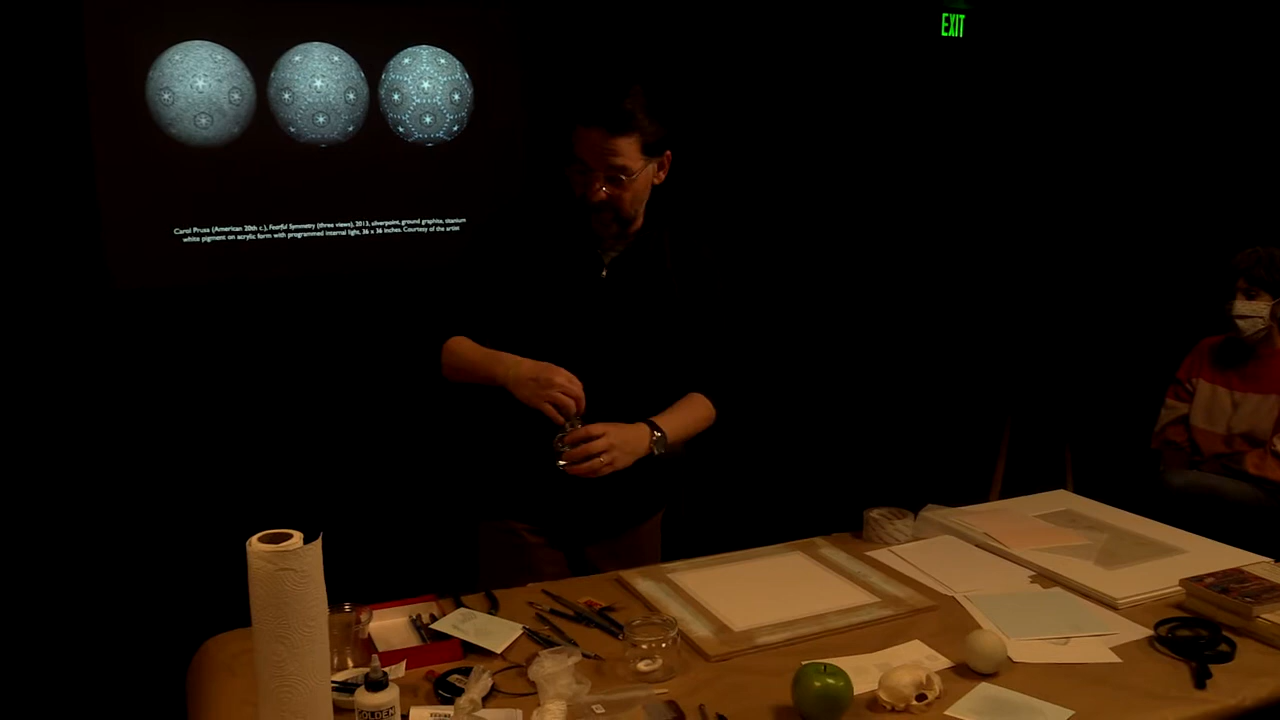 EXIT
Carol Prusa (American 20th c.), Fearful Symmetry (three views), 2013, silverpoint, ground graphite, titanium
white pigment on acrylic form with programmed internal light, 36 x 36 inches. Courtesy of the artist
GOLDEN